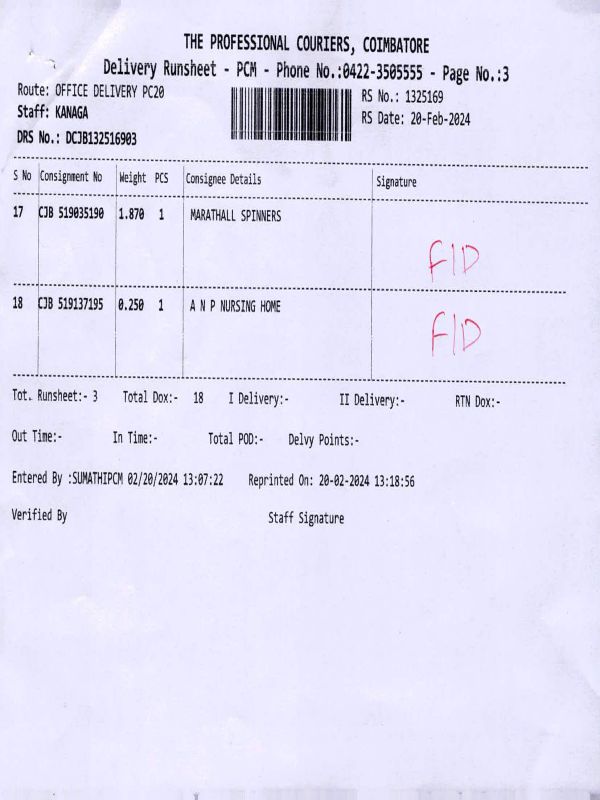 THE PROFESSIONAL COURIERS, COIMBATORE
Delivery Runsheet - PCM - Phone No.:0422-3505555 - Page No.:3
Route: OFFICE DELIVERY PC20 RS No.: 1325169
Staff: KANAGA RS Date: 20-Feb-2024
DRS No.: DCJB132516903
S No Consignment No Weight PCS Consignee Details Signature
17 CJB 519035190 1.870 1 MARATHALL SPINNERS
F/D
18 CJB 519137195 0.250 1 A N P NURSING HOME
F/D
Tot. Runsheet:- 3 Total Dox:- 18 I Delivery:- II Delivery:- RTN Dox:-
Out Time:- In Time:- Total POD:- Delvy Points:-
Entered By :SUMATHIPCM 02/20/2024 13:07:22 Reprinted On: 20-02-2024 13:18:56
Verified By Staff Signature